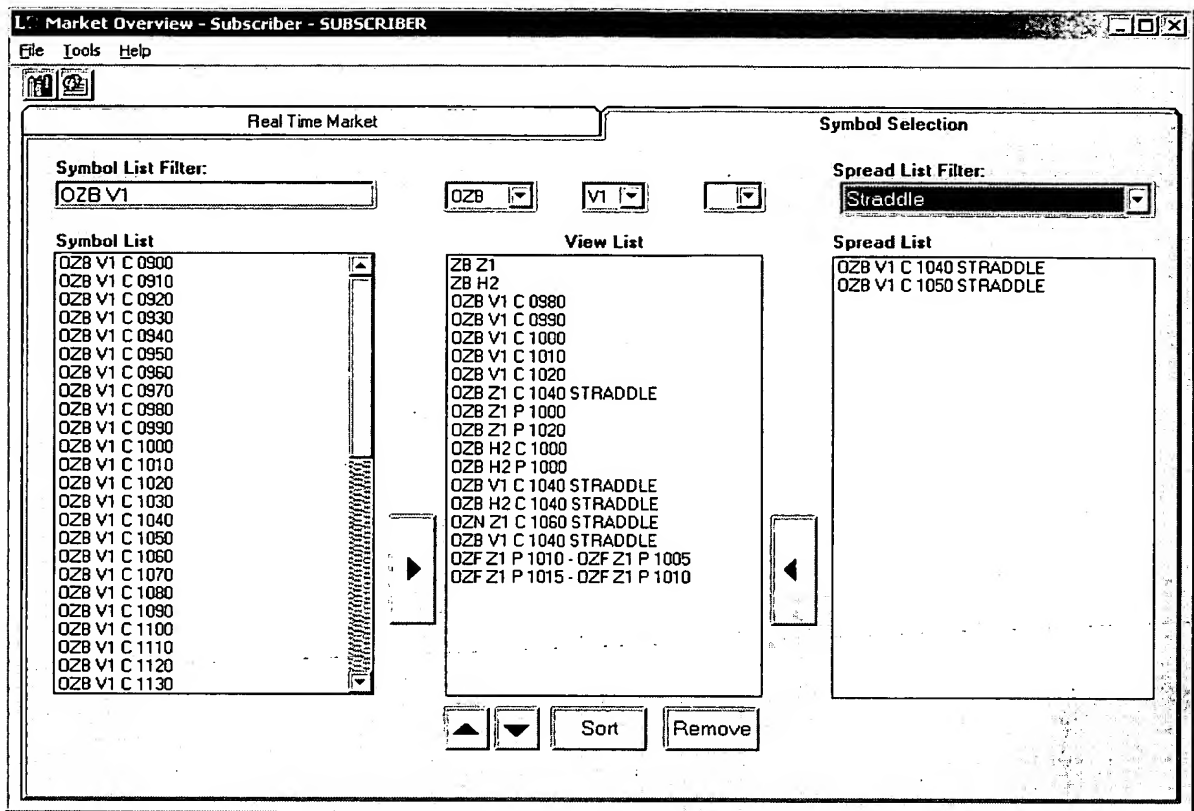 Market Overview - Subscriber - SUBSCRIBER
File Tools Help
Real Time Market
Symbol Selection
Symbol List Filter:
OZB V1
OZB
V1
Spread List Filter:
Straddle
Symbol List
OZB V1 C 0900
OZB V1 C 0910
OZB V1 C 0920
OZB V1 C 0930
OZB V1 C 0940
OZB V1 C 0950
OZB V1 C 0960
OZB V1 C 0970
OZB V1 C 0980
OZB V1 C 0990
OZB V1 C 1000
OZB V1 C 1010
OZB V1 C 1020
OZB V1 C 1030
OZB V1 C 1040
OZB V1 C 1050
OZB V1 C 1060
OZB V1 C 1070
OZB V1 C 1080
OZB V1 C 1090
OZB V1 C 1100
OZB V1 C 1110
OZB V1 C 1120
OZB V1 C 1130
View List
ZB Z1
ZB H2
OZB V1 C 0980
OZB V1 C 0990
OZB V1 C 1000
OZB V1 C 1010
OZB V1 C 1020
OZB Z1 C 1040 STRADDLE
OZB Z1 P 1000
OZB Z1 P 1020
OZB H2 C 1000
OZB H2 P 1000
OZB V1 C 1040 STRADDLE
OZB H2 C 1040 STRADDLE
OZN Z1 C 1060 STRADDLE
OZB V1 C 1040 STRADDLE
OZF Z1 P 1010 - OZF Z1 P 1005
OZF Z1 P 1015 - OZF Z1 P 1010
Spread List
OZB V1 C 1040 STRADDLE
OZB V1 C 1050 STRADDLE
Sort
Remove